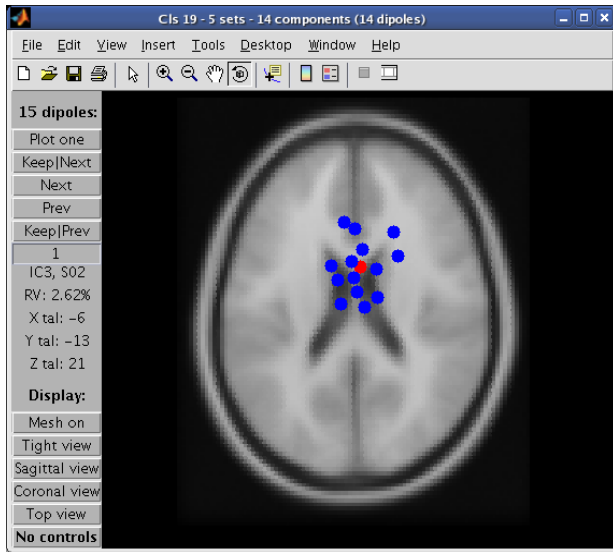 Cls 19 - 5 sets - 14 components (14 dipoles)
File Edit View Insert Tools Desktop Window Help
15 dipoles:
Plot one
Keep|Next
Next
Prev
Keep|Prev
1
IC3, S02
RV: 2.62%
X tal: -6
Y tal: -13
Z tal: 21
Display:
Mesh on
Tight view
Sagittal view
Coronal view
Top view
No controls